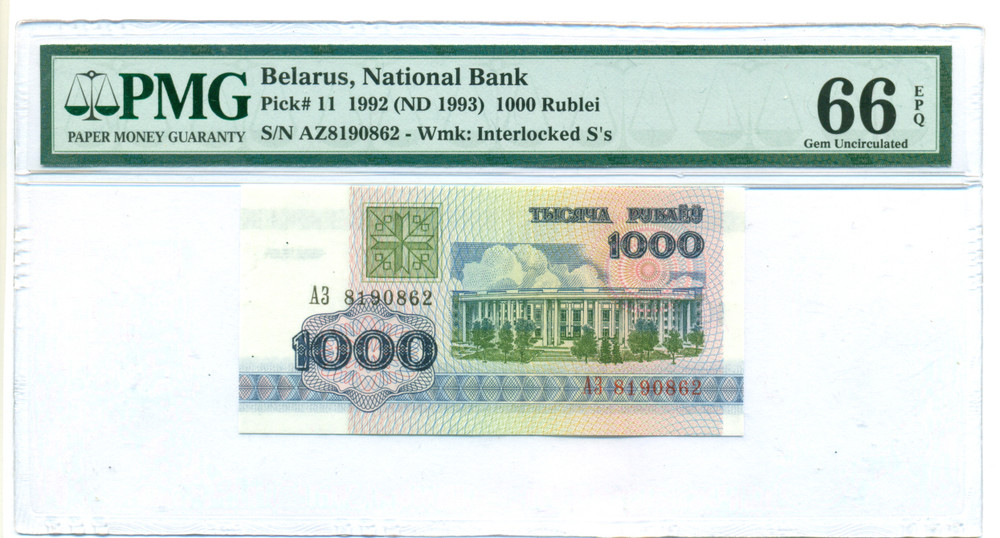 PMG
PAPER MONEY GUARANTY
Belarus, National Bank
Pick# 11 1992 (ND 1993) 1000 Rublei
S/N AZ8190862 - Wmk: Interlocked S's
66
EPQ
Gem Uncirculated
ТЫСЯЧА РУБЛЁЎ
1000
АЗ 8190862
1000
АЗ 8190862